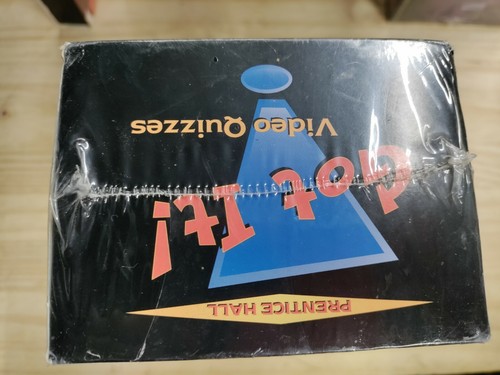 PRENTICE HALL
Got It!
Video Quizzes